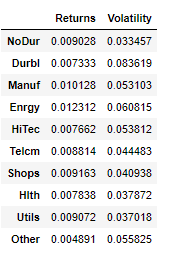 Returns Volatility
NoDur 0.009028 0.033457
Durbl 0.007333 0.083619
Manuf 0.010128 0.053103
Enrgy 0.012312 0.060815
HiTec 0.007662 0.053812
Telcm 0.008814 0.044483
Shops 0.009163 0.040938
Hlth 0.007838 0.037872
Utils 0.009072 0.037018
Other 0.004891 0.055825